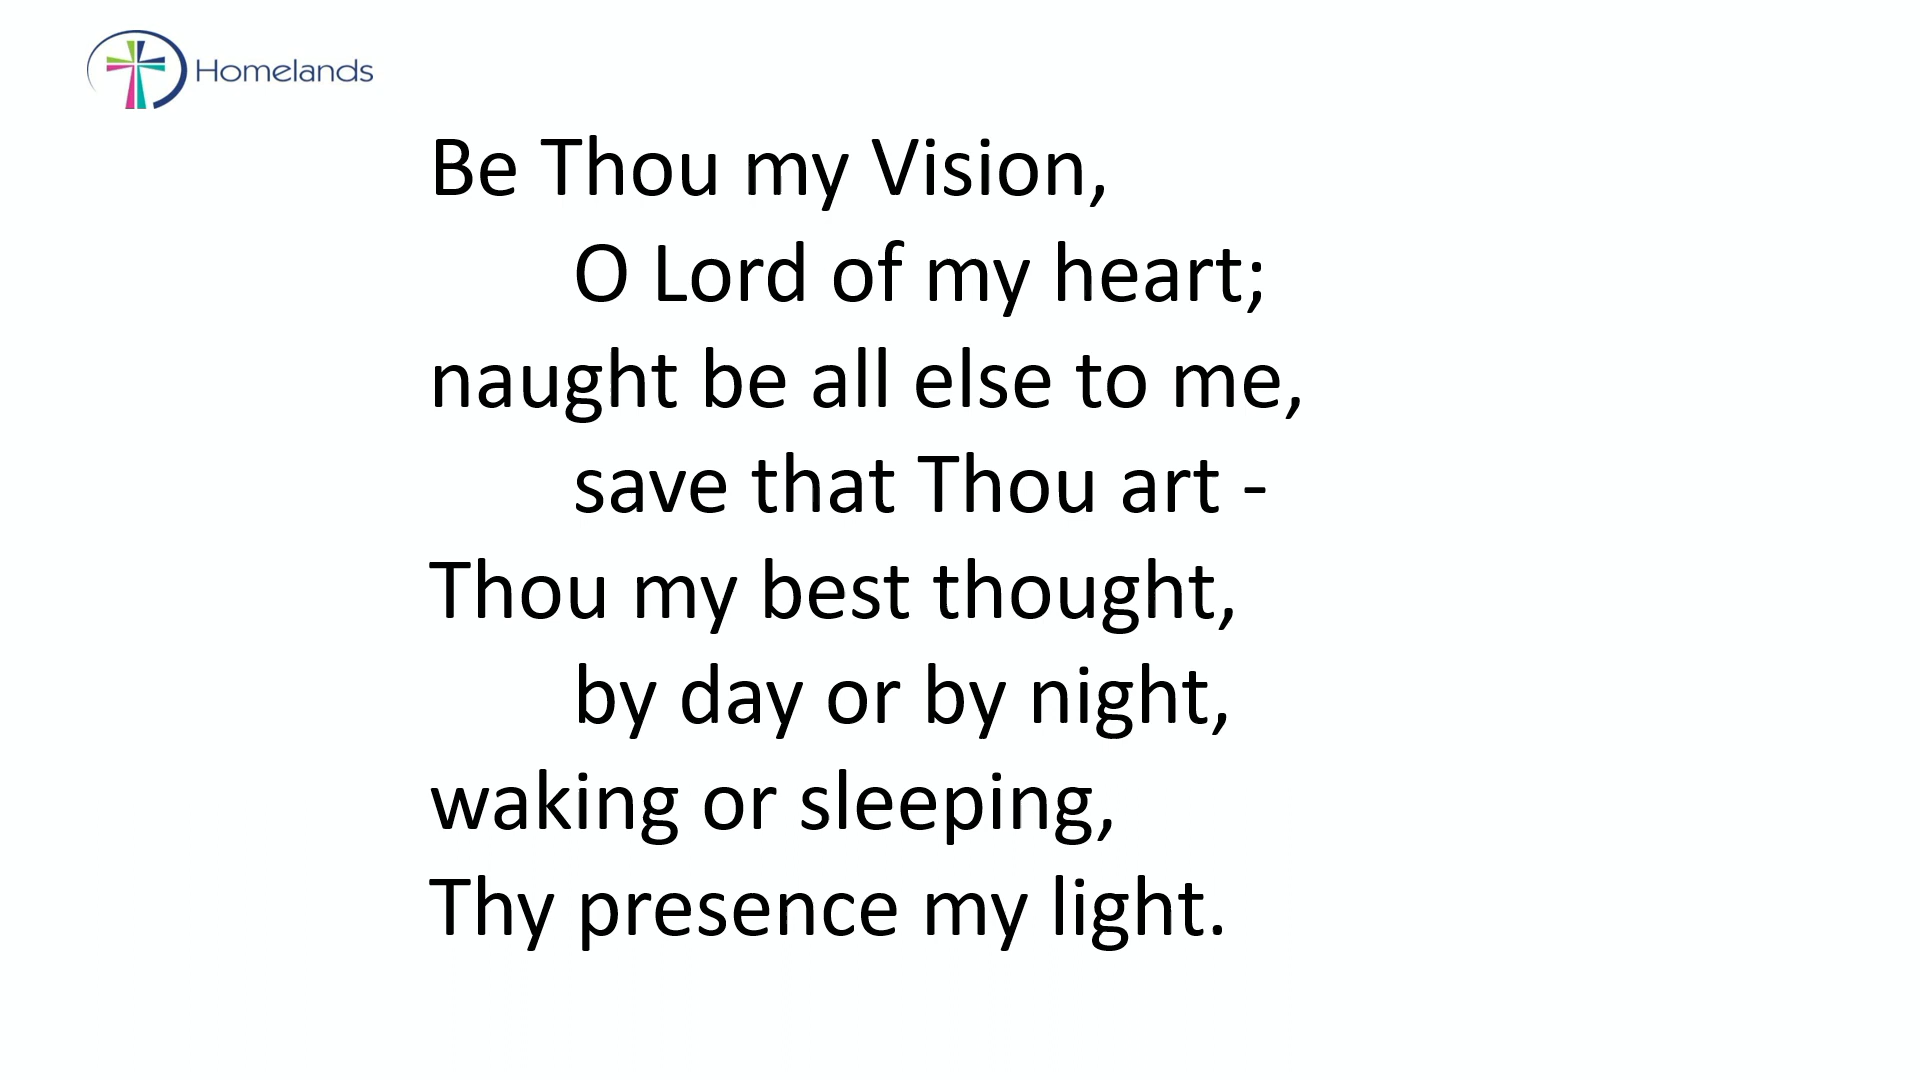 Homelands
Be Thou my Vision,
O Lord of my heart;
naught be all else to me,
save that Thou art -
Thou my best thought,
by day or by night,
waking or sleeping,
Thy presence my light.